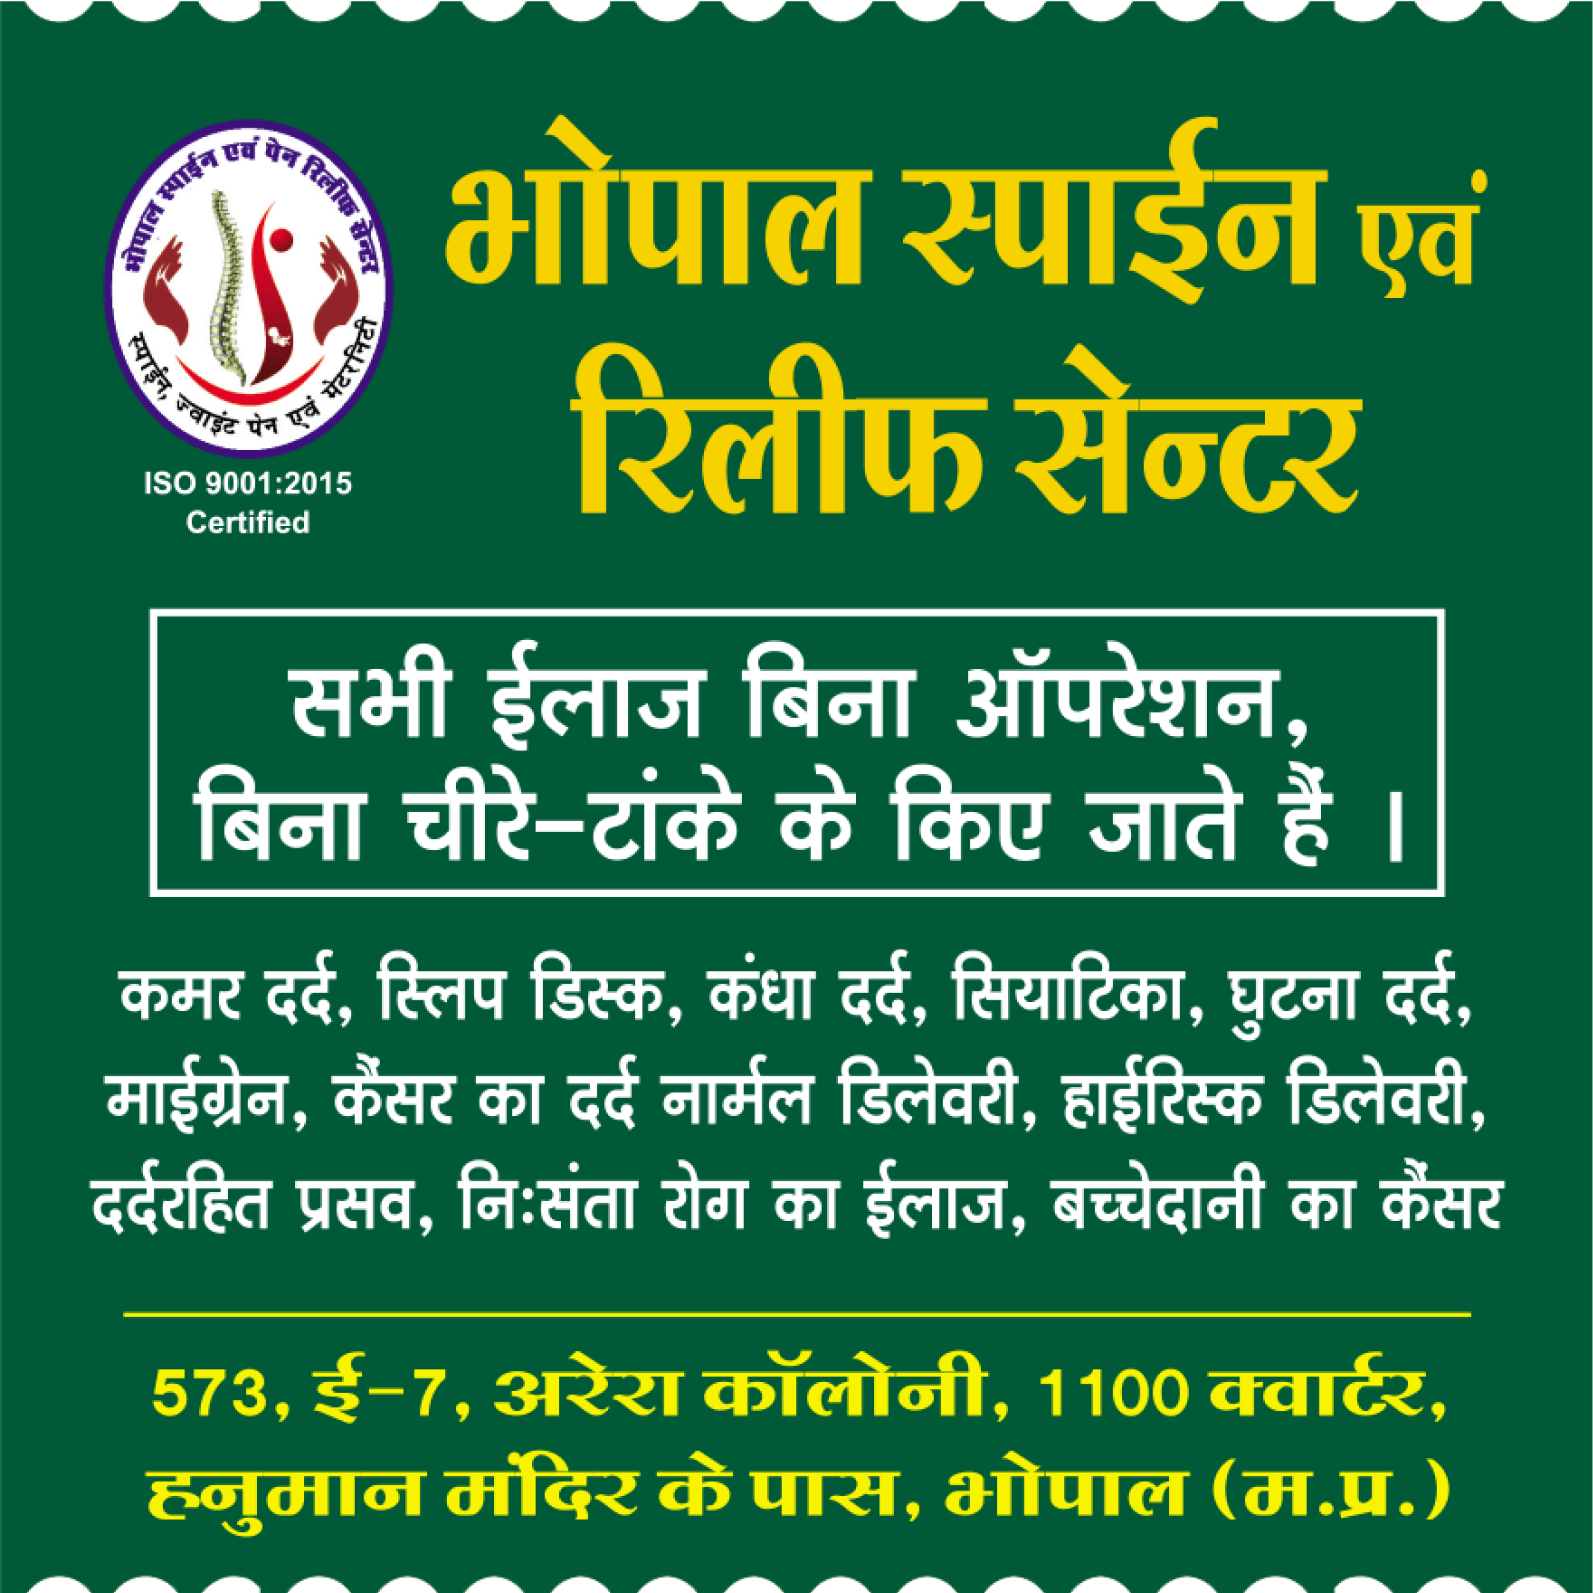 भोपाल स्पाईन एवं पेन रिलीफ सेन्टर
स्पाईन, ज्वाइंट पेन एवं मेटरनिटी
ISO 9001:2015
Certified
भोपाल स्पाईन एवं
रिलीफ सेन्टर
सभी ईलाज बिना ऑपरेशन,
बिना चीरे-टांके के किए जाते हैं ।
कमर दर्द, स्लिप डिस्क, कंधा दर्द, सियाटिका, घुटना दर्द,
माईग्रेन, कैंसर का दर्द नार्मल डिलेवरी, हाईरिस्क डिलेवरी,
दर्दरहित प्रसव, निःसंता रोग का ईलाज, बच्चेदानी का कैंसर
573, ई-7, अरेरा कॉलोनी, 1100 क्वार्टर,
हनुमान मंदिर के पास, भोपाल (म.प्र.)